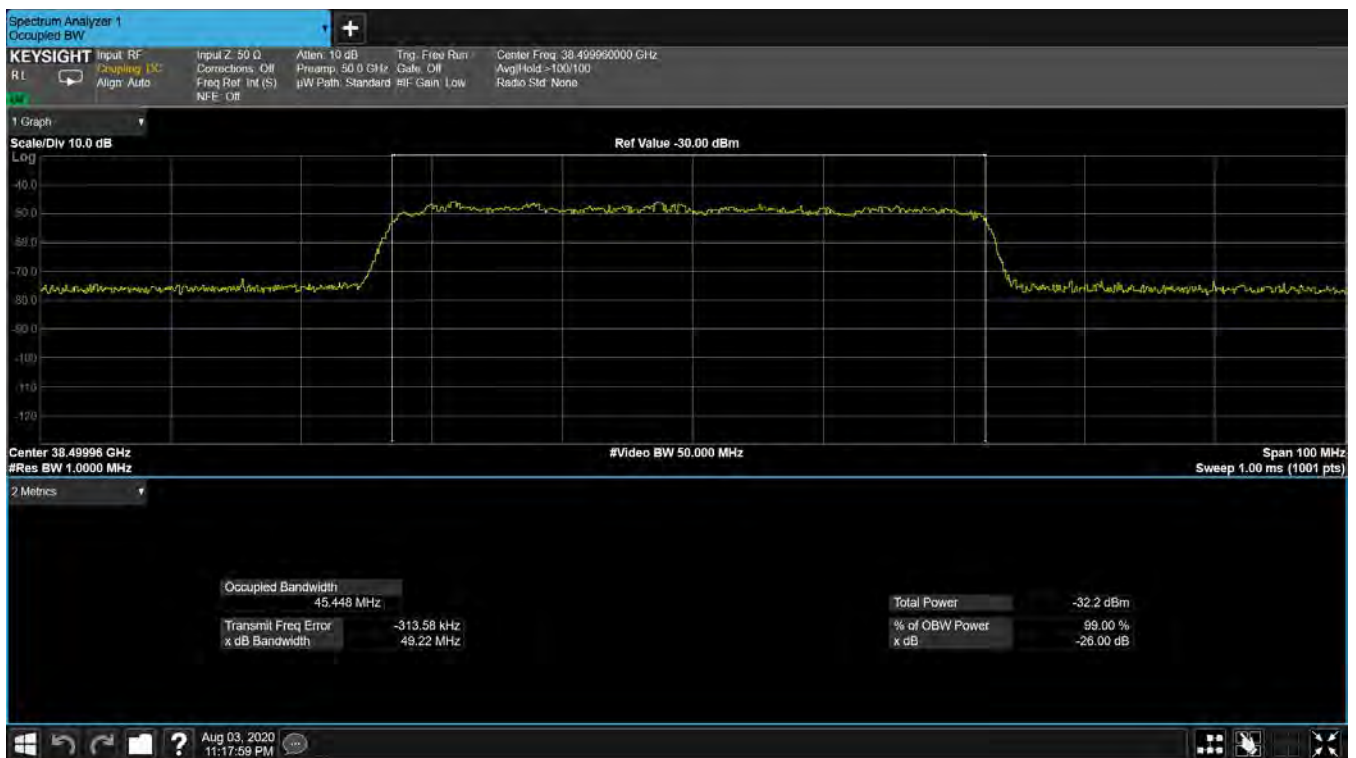 Spectrum Analyzer 1
Occupied BW
+
KEYSIGHT Input: RF Input Z: 50 Ω Atten: 10 dB Trig: Free Run Center Freq: 38.499960000 GHz
R L Coupling: DC Corrections: Off Preamp: 50.0 GHz Gate: Off Avg|Hold:>100/100
Align: Auto Freq Ref: Int (S) µW Path: Standard #IF Gain: Low Radio Std: None
NFE: Off
1 Graph
Scale/Div 10.0 dB Ref Value -30.00 dBm
Log
-40.0
-50.0
-60.0
-70.0
-80.0
-90.0
-100
-110
-120
Center 38.49996 GHz #Video BW 50.000 MHz Span 100 MHz
#Res BW 1.0000 MHz Sweep 1.00 ms (1001 pts)
2 Metrics
Occupied Bandwidth
45.448 MHz Total Power -32.2 dBm
Transmit Freq Error -313.58 kHz % of OBW Power 99.00 %
x dB Bandwidth 49.22 MHz x dB -26.00 dB
? Aug 03, 2020
11:17:59 PM